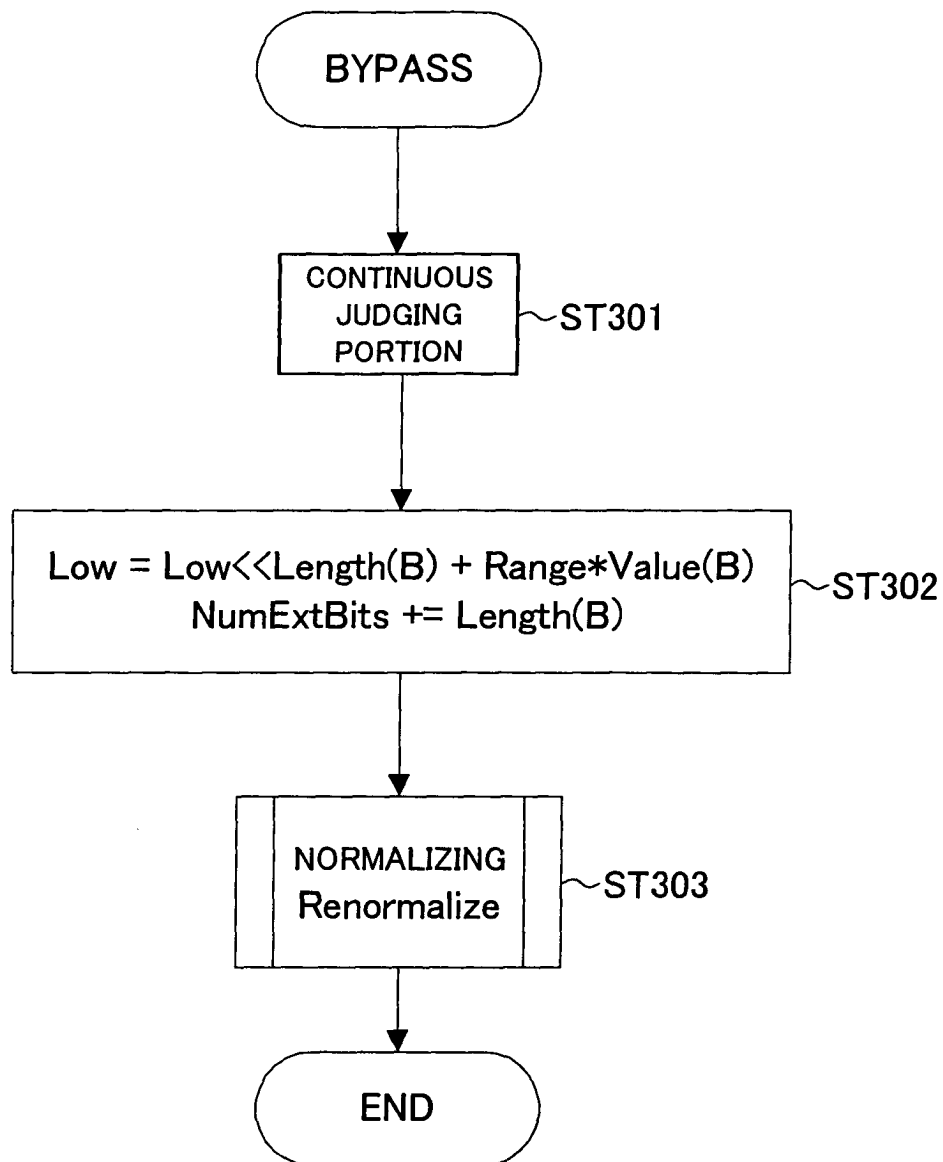 BYPASS
CONTINUOUS
JUDGING
PORTION
ST301
Low = Low<<Length(B) + Range*Value(B)
NumExtBits += Length(B)
ST302
NORMALIZING
Renormalize
ST303
END